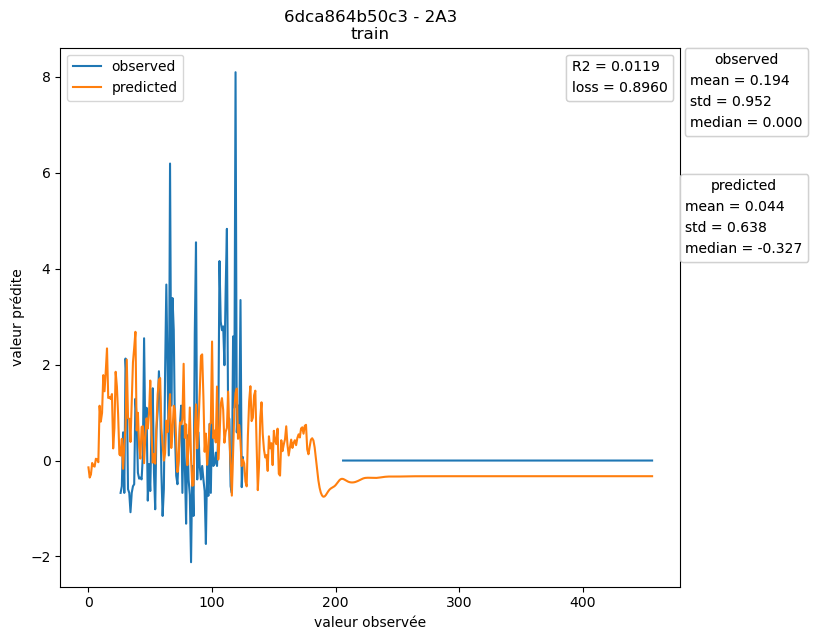 6dca864b50c3 - 2A3
train
observed
predicted
R2 = 0.0119
loss = 0.8960
observed
mean = 0.194
std = 0.952
median = 0.000
predicted
mean = 0.044
std = 0.638
median = -0.327
8
6
4
2
0
−2
valeur prédite
0
100
200
300
400
valeur observée